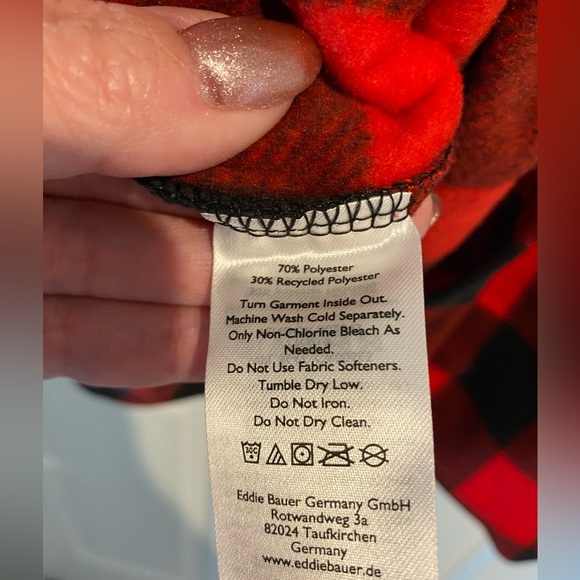 70% Polyester
30% Recycled Polyester
Turn Garment Inside Out.
Machine Wash Cold Separately.
Only Non-Chlorine Bleach As
Needed.
Do Not Use Fabric Softeners.
Tumble Dry Low.
Do Not Iron.
Do Not Dry Clean.
30C
Eddie Bauer Germany GmbH
Rotwandweg 3a
82024 Taufkirchen
Germany
www.eddiebauer.de